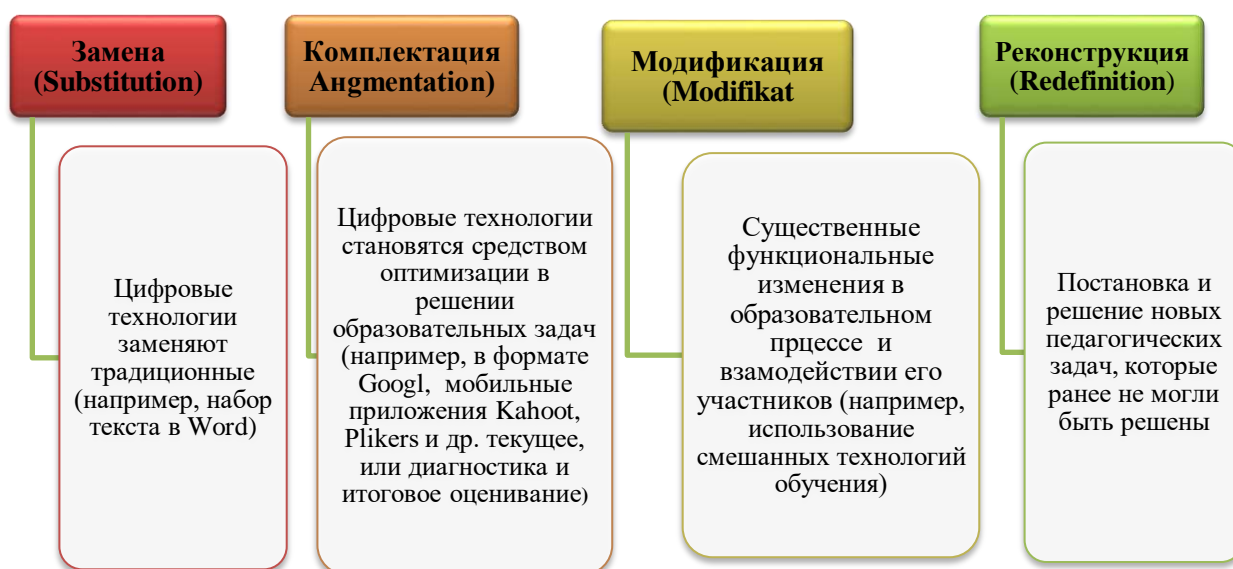 Замена
(Substitution)
Цифровые
технологии
заменяют
традиционные
(например, набор
текста в Word)
Комплектация
Angmentation)
Цифровые технологии
становятся средством
оптимизации в
решении
образовательных задач
(например, в формате
Googl, мобильные
приложения Kahoot,
Plikers и др. текущее,
или диагностика и
итоговое оценивание)
Модификация
(Modifikat
Существенные
функциональные
изменения в
образовательном
прцессе и
взамодействии его
участников (например,
использование
смешанных технологий
обучения)
Реконструкция
(Redefinition)
Постановка и
решение новых
педагогических
задач, которые
ранее не могли
быть решены